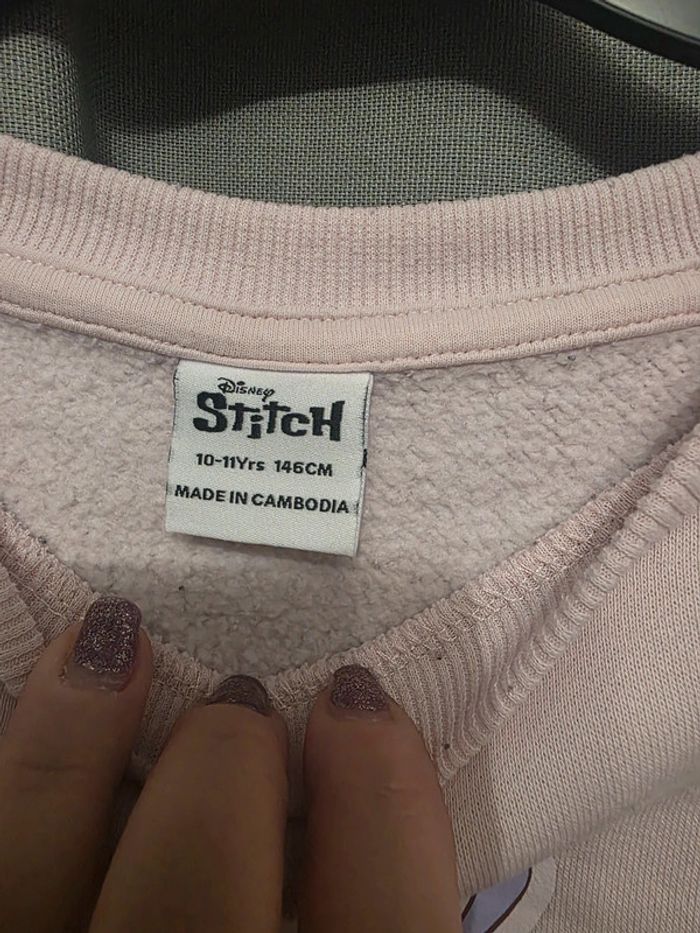 Disney
Stitch
10-11Yrs 146CM
MADE IN CAMBODIA